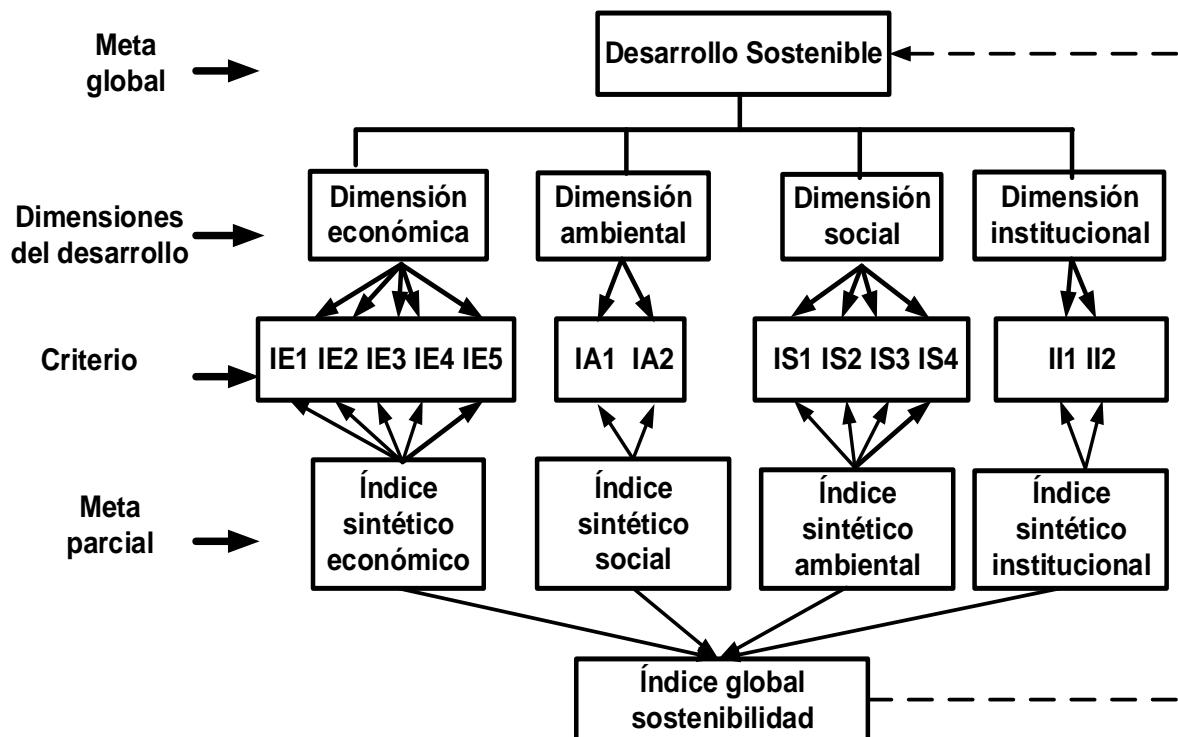 Meta
global
Desarrollo Sostenible
Dimensiones
del desarrollo
Dimensión
económica
Dimensión
ambiental
Dimensión
social
Dimensión
institucional
Criterio
IE1 IE2 IE3 IE4 IE5
IA1 IA2
IS1 IS2 IS3 IS4
II1 II2
Meta
parcial
Índice
sintético
económico
Índice
sintético
social
Índice
sintético
ambiental
Índice
sintético
institucional
Índice global
sostenibilidad